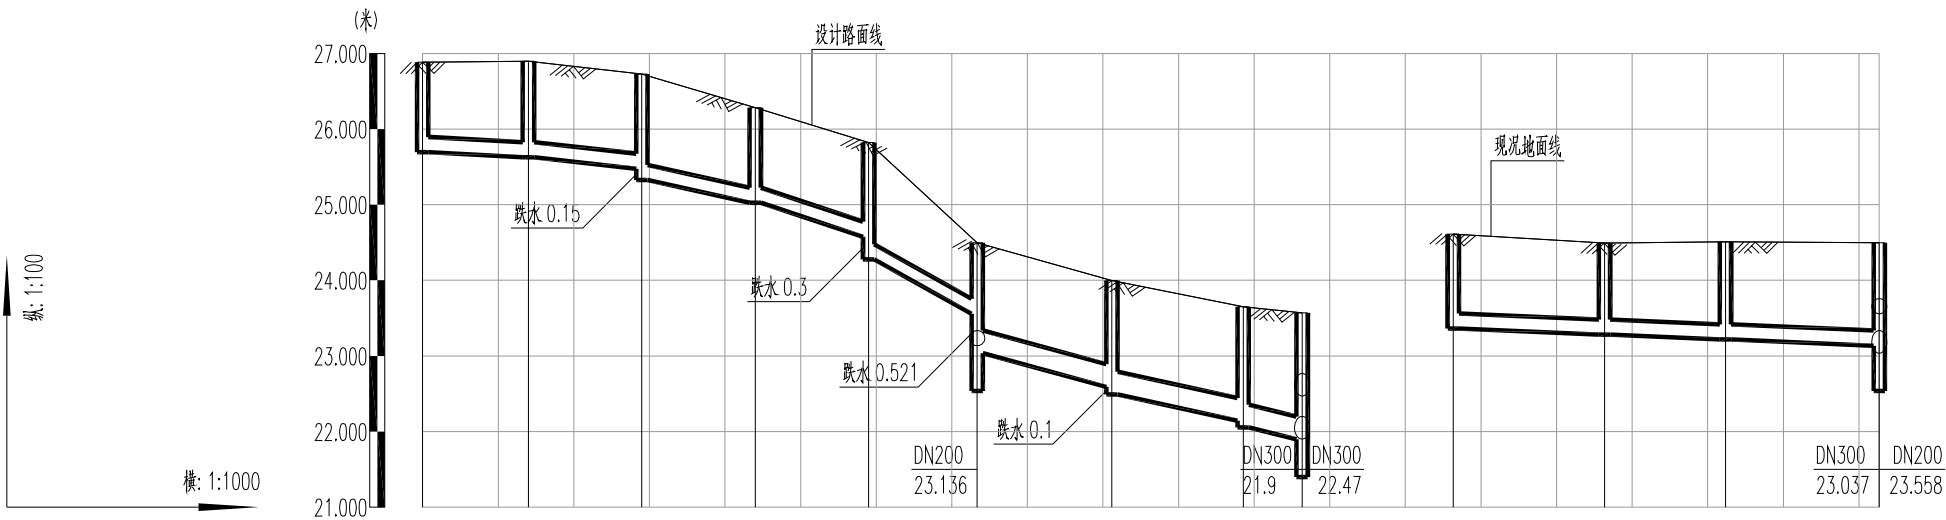 (米)
设计路面线
27.000
26.000
25.000
24.000
23.000
22.000
21.000
现况地面线
跌水 0.15
跌水 0.3
跌水 0.521
跌水 0.1
纵: 1:100
横: 1:1000
DN200
23.136
DN300
21.9
DN300
22.47
DN300
23.037
DN200
23.558